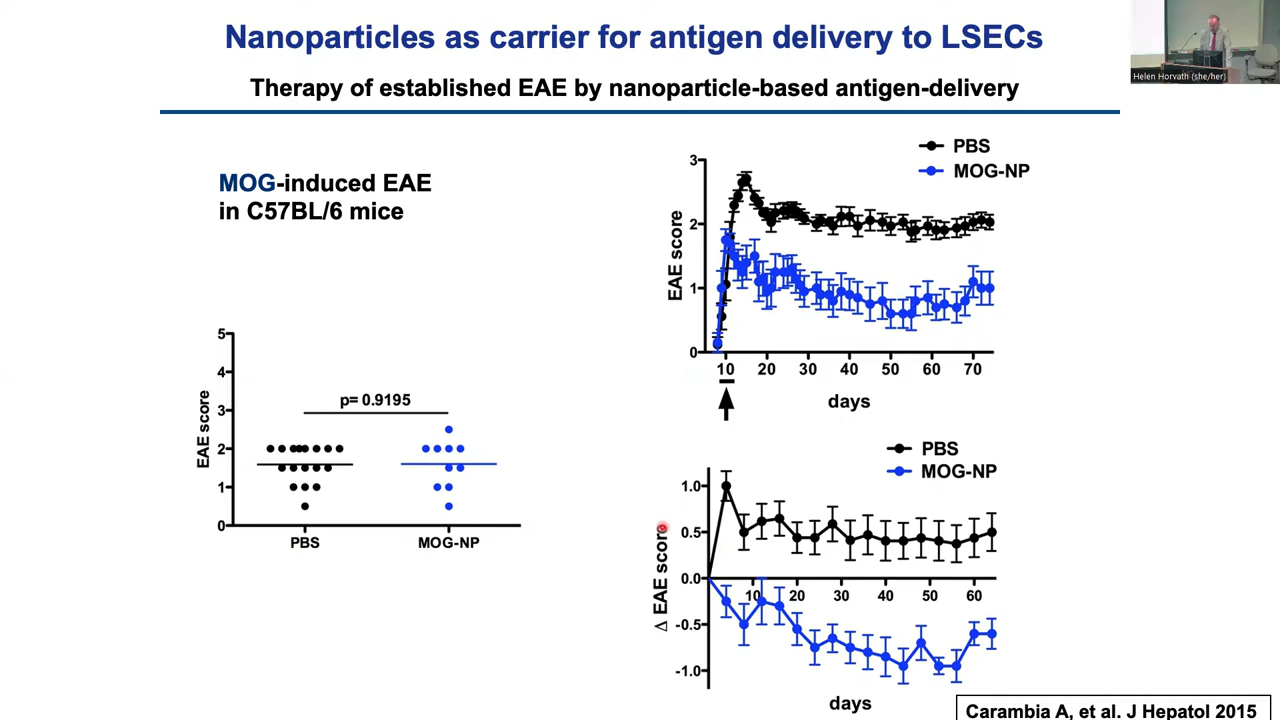 Nanoparticles as carrier for antigen delivery to LSECs
Therapy of established EAE by nanoparticle-based antigen-delivery
Helen Horvath (she/her)
MOG-induced EAE
in C57BL/6 mice
5
4
3
2
1
0
EAE score
p= 0.9195
PBS
MOG-NP
PBS
MOG-NP
3
2
1
0
EAE score
10 20 30 40 50 60 70
days
PBS
MOG-NP
1.0
0.5
0.0
-0.5
-1.0
Δ EAE score
10 20 30 40 50 60
days
Carambia A, et al. J Hepatol 2015